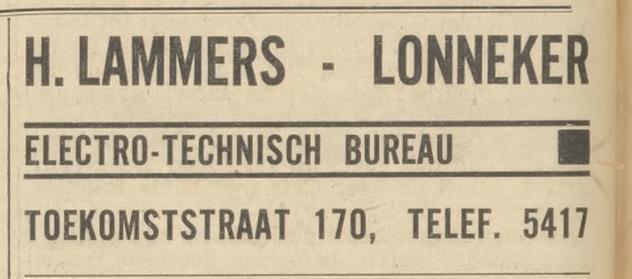 H. LAMMERS - LONNEKER
ELECTRO-TECHNISCH BUREAU
TOEKOMSTSTRAAT 170, TELEF. 5417